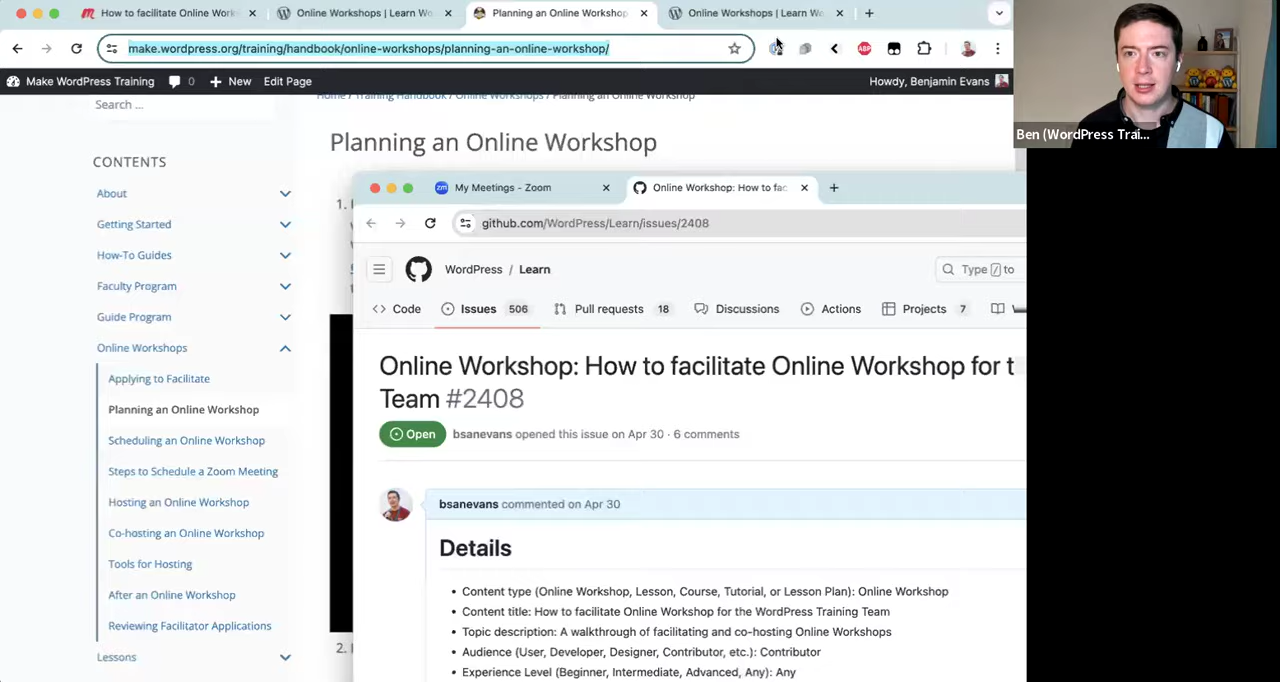 How to facilitate Online Work
Online Workshops | Learn Wo
Planning an Online Workshop
Online Workshops | Learn Wo
make.wordpress.org/training/handbook/online-workshops/planning-an-online-workshop/
ABP
Make WordPress Training
0
New
Edit Page
Howdy, Benjamin Evans
Ben (WordPress Trai...
Search ...
Home / Training Handbook / Online Workshops / Planning an Online Workshop
Planning an Online Workshop
CONTENTS
About
Getting Started
How-To Guides
Faculty Program
Guide Program
Online Workshops
Applying to Facilitate
Planning an Online Workshop
Scheduling an Online Workshop
Steps to Schedule a Zoom Meeting
Hosting an Online Workshop
Co-hosting an Online Workshop
Tools for Hosting
After an Online Workshop
Reviewing Facilitator Applications
Lessons
1.
2.
zm My Meetings - Zoom
Online Workshop: How to fac
github.com/WordPress/Learn/issues/2408
WordPress / Learn
Type / to
Code
Issues 506
Pull requests 18
Discussions
Actions
Projects 7
Online Workshop: How to facilitate Online Workshop for t
Team #2408
Open
bsanevans opened this issue on Apr 30 · 6 comments
bsanevans commented on Apr 30
Details
• Content type (Online Workshop, Lesson, Course, Tutorial, or Lesson Plan): Online Workshop
• Content title: How to facilitate Online Workshop for the WordPress Training Team
• Topic description: A walkthrough of facilitating and co-hosting Online Workshops
• Audience (User, Developer, Designer, Contributor, etc.): Contributor
• Experience Level (Beginner, Intermediate, Advanced, Any): Any